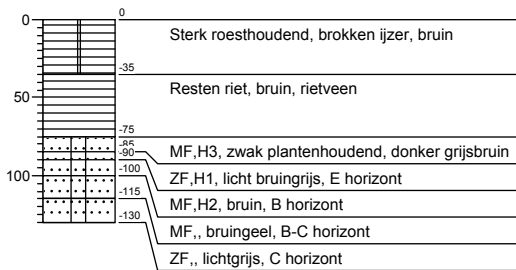 0
0
Sterk roesthoudend, brokken ijzer, bruin
-35
Resten riet, bruin, rietveen
50
-75
-85
MF,H3, zwak plantenhoudend, donker grijsbruin
-90
ZF,H1, licht bruingrijs, E horizont
100
-100
MF,H2, bruin, B horizont
-115
MF,, bruingeel, B-C horizont
-130
ZF,, lichtgrijs, C horizont